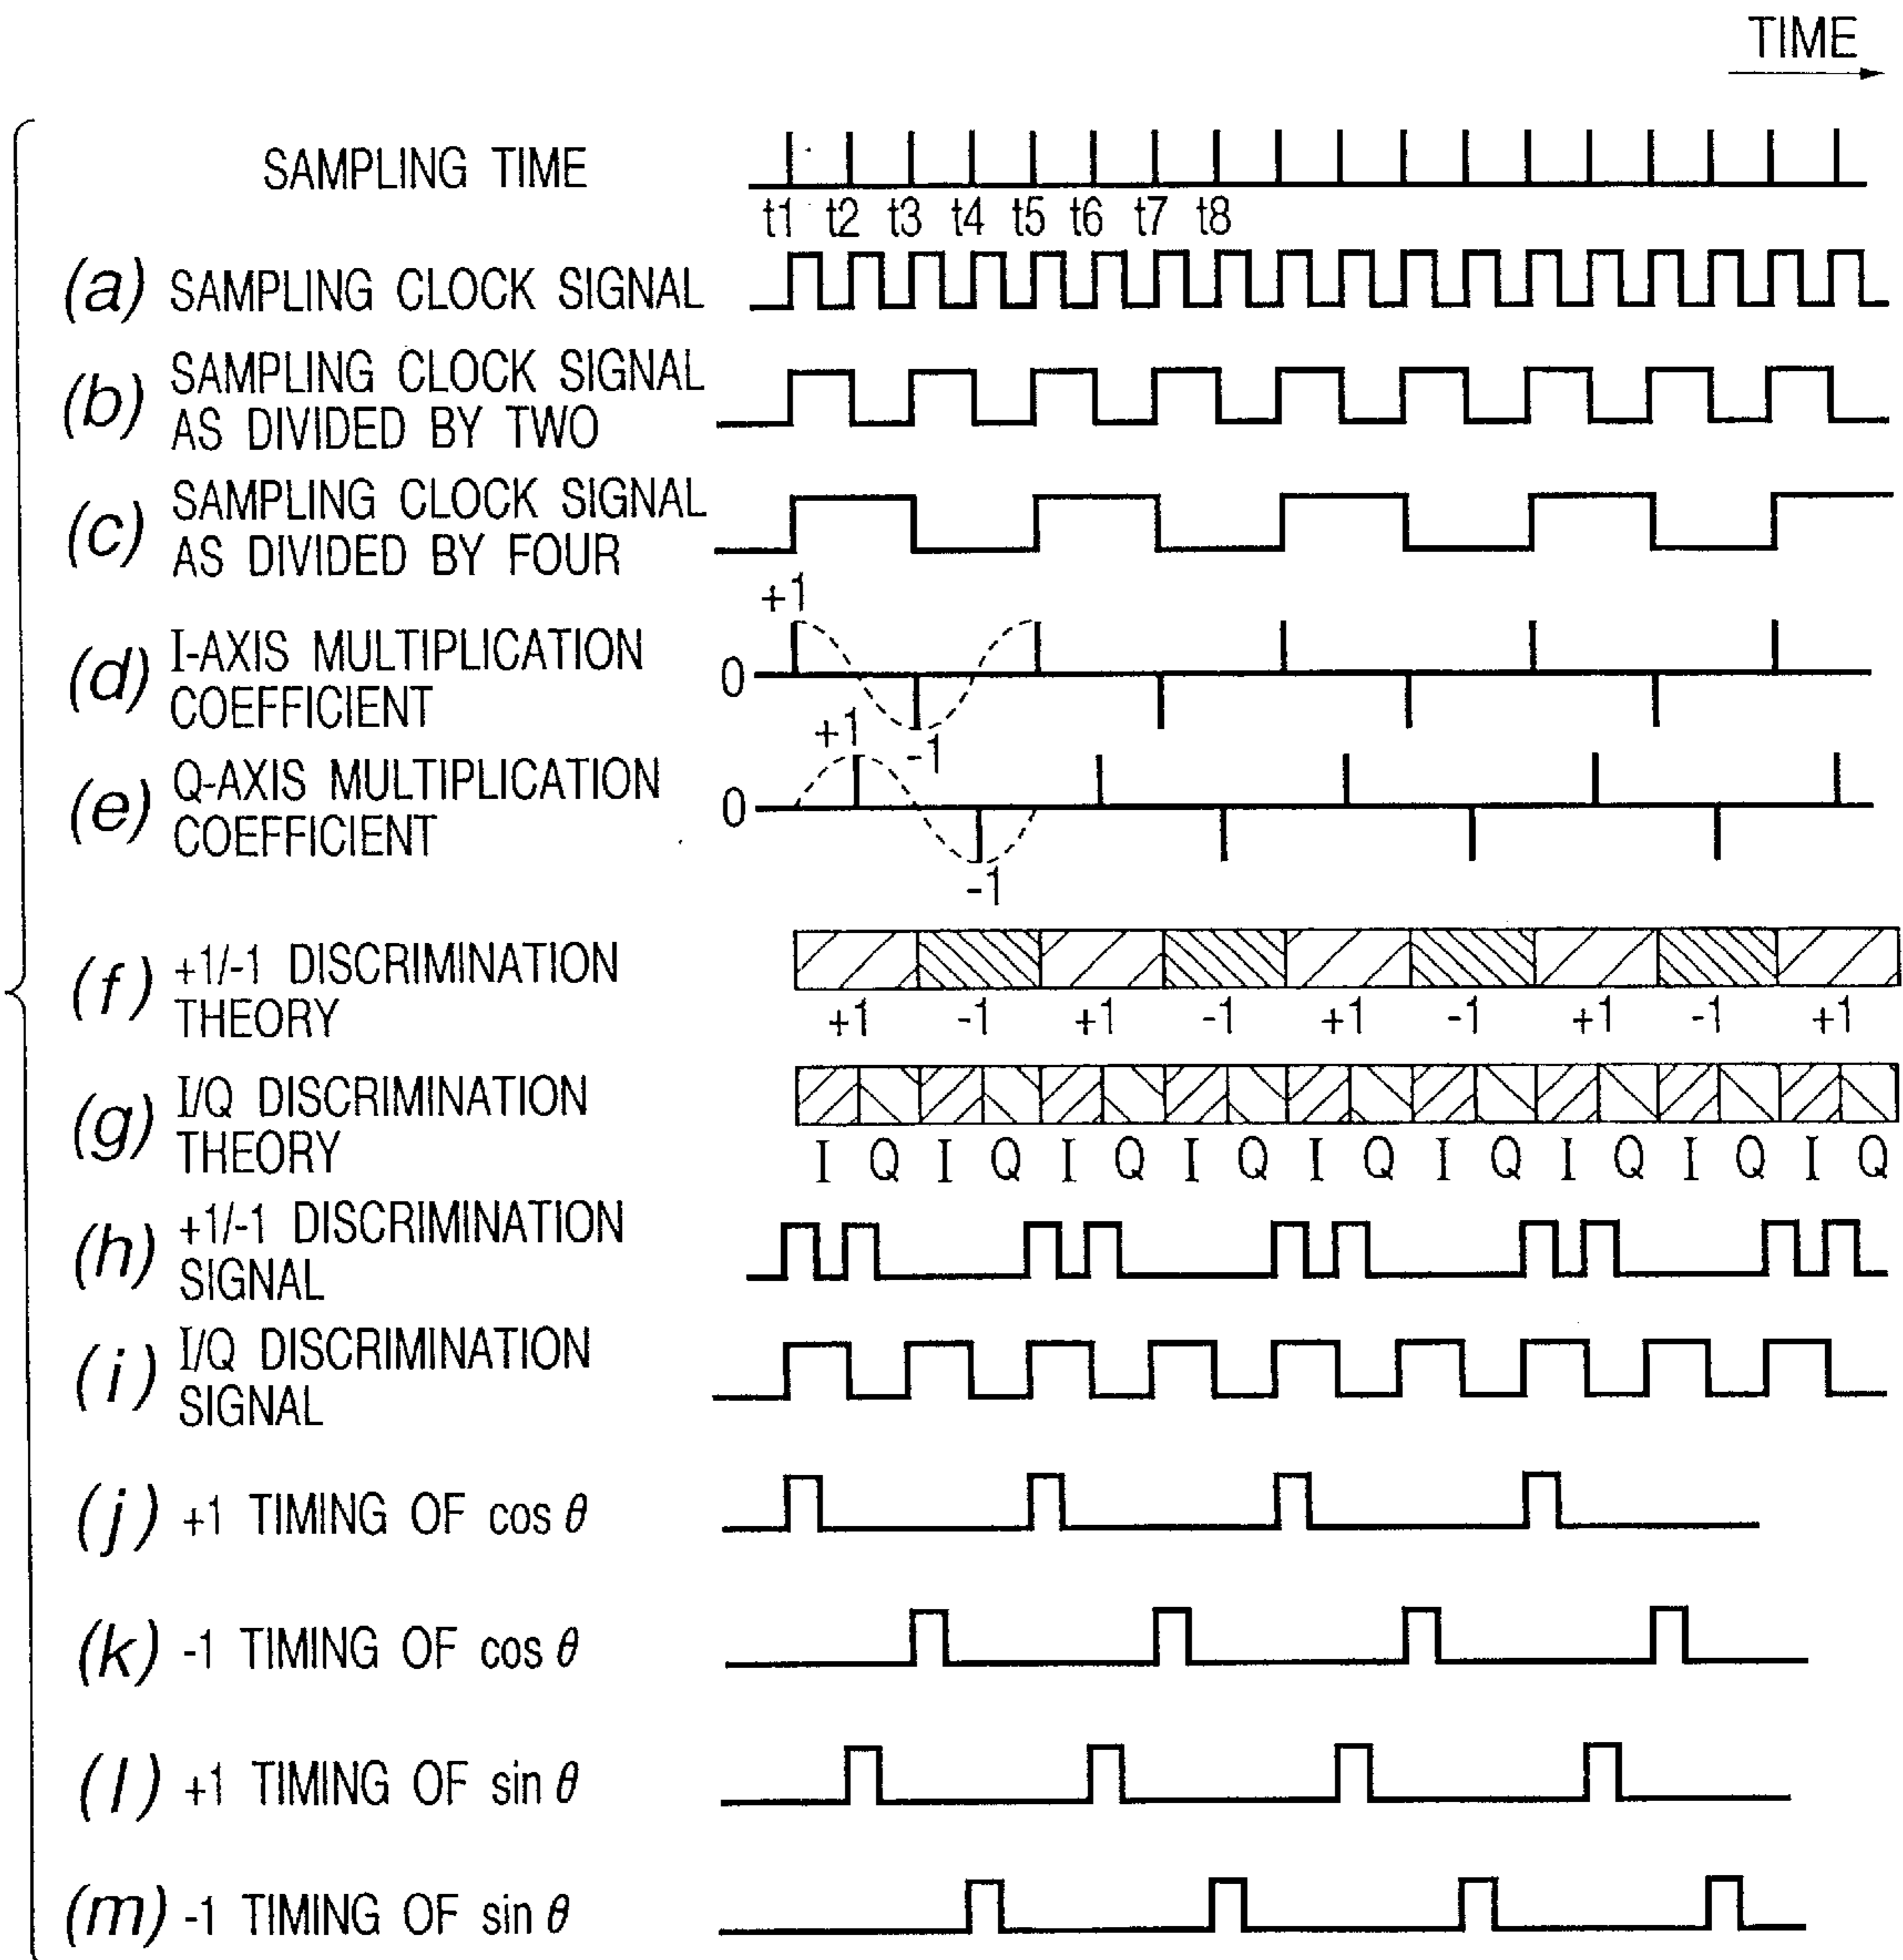 TIME
SAMPLING TIME
t1 t2 t3 t4 t5 t6 t7 t8
(a) SAMPLING CLOCK SIGNAL
(b) SAMPLING CLOCK SIGNAL
AS DIVIDED BY TWO
(c) SAMPLING CLOCK SIGNAL
AS DIVIDED BY FOUR
+1
(d) I-AXIS MULTIPLICATION
COEFFICIENT
0
-1
+1
(e) Q-AXIS MULTIPLICATION
COEFFICIENT
0
-1
(f) +1/-1 DISCRIMINATION
THEORY
+1 -1 +1 -1 +1 -1 +1 -1 +1
(g) I/Q DISCRIMINATION
THEORY
I Q I Q I Q I Q I Q I Q I Q I Q I Q
(h) +1/-1 DISCRIMINATION
SIGNAL
(i) I/Q DISCRIMINATION
SIGNAL
(j) +1 TIMING OF cos θ
(k) -1 TIMING OF cos θ
(l) +1 TIMING OF sin θ
(m) -1 TIMING OF sin θ